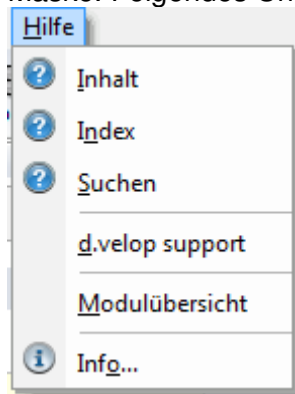 Hilfe
Inhalt
Index
Suchen
d.velop support
Modulübersicht
Info...